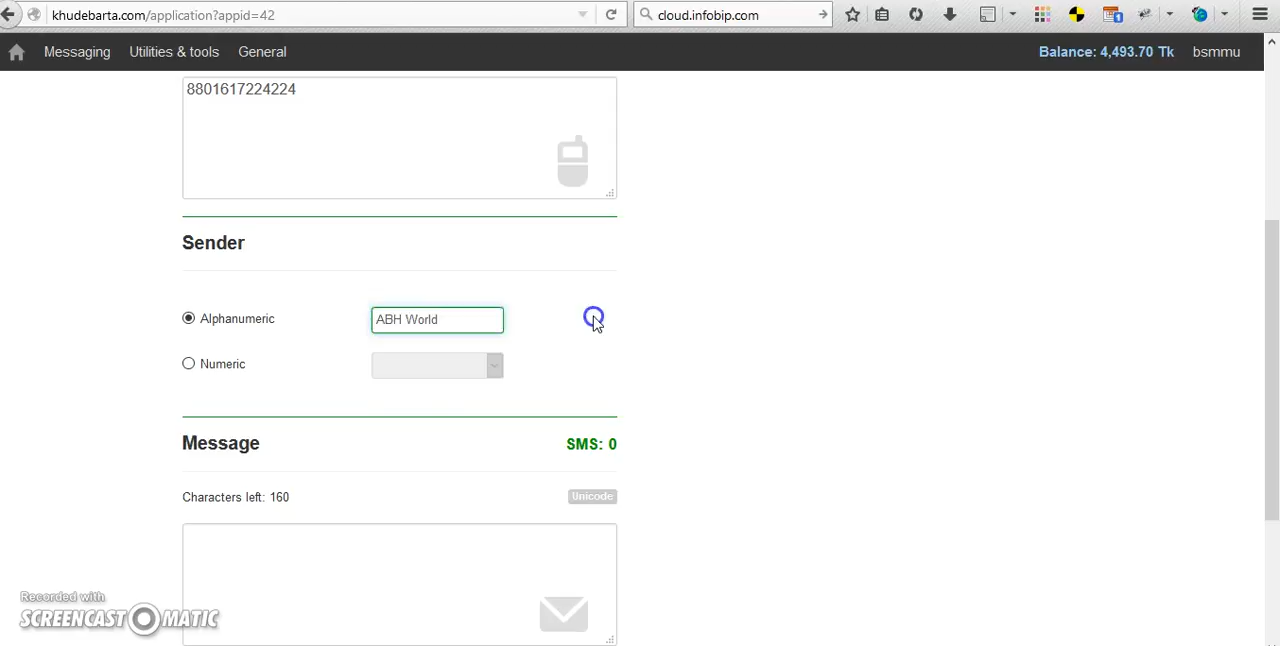 khudebarta.com/application?appid=42
cloud.infobip.com
1
Messaging Utilities & tools General Balance: 4,493.70 Tk bsmmu
8801617224224
Sender
Alphanumeric ABH World
Numeric
Message SMS: 0
Characters left: 160 Unicode
Recorded with
SCREENCAST MATIC